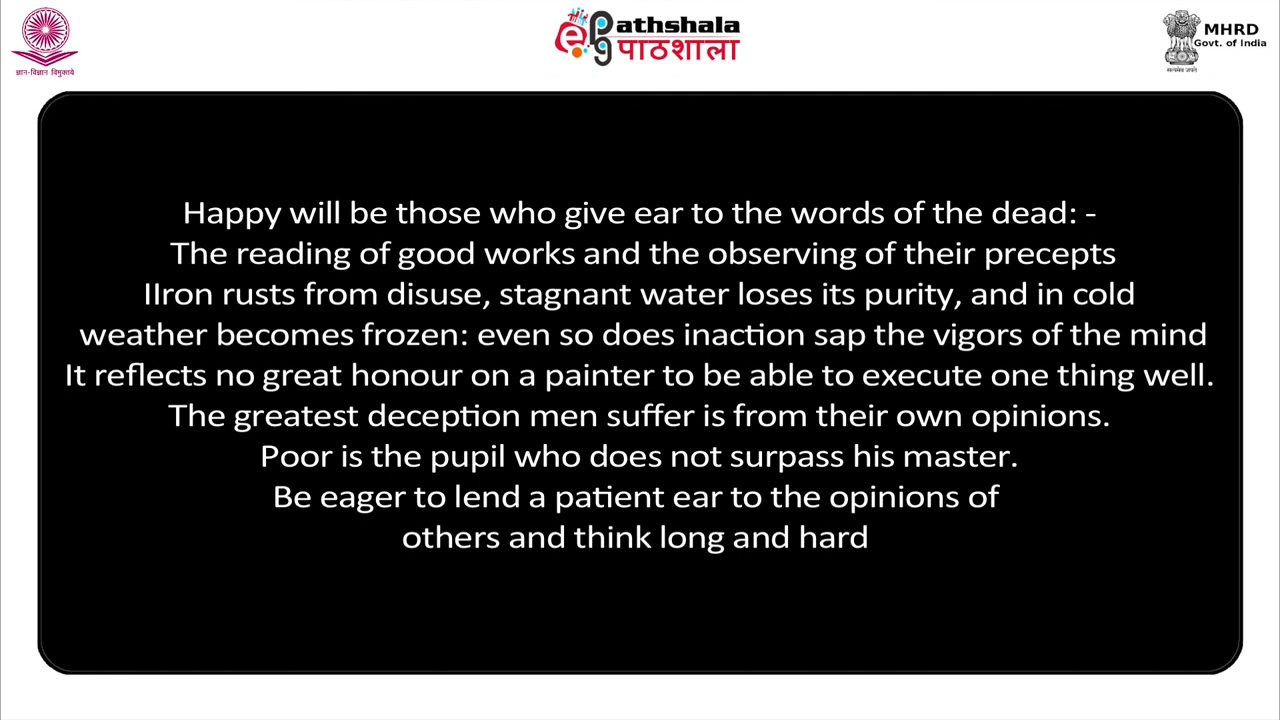 ज्ञान-विज्ञान विमुक्तये
ePG Pathshala
पाठशाला
MHRD
Govt. of India
सत्यमेव जयते
Happy will be those who give ear to the words of the dead: -
The reading of good works and the observing of their precepts
IIron rusts from disuse, stagnant water loses its purity, and in cold
weather becomes frozen: even so does inaction sap the vigors of the mind
It reflects no great honour on a painter to be able to execute one thing well.
The greatest deception men suffer is from their own opinions.
Poor is the pupil who does not surpass his master.
Be eager to lend a patient ear to the opinions of
others and think long and hard